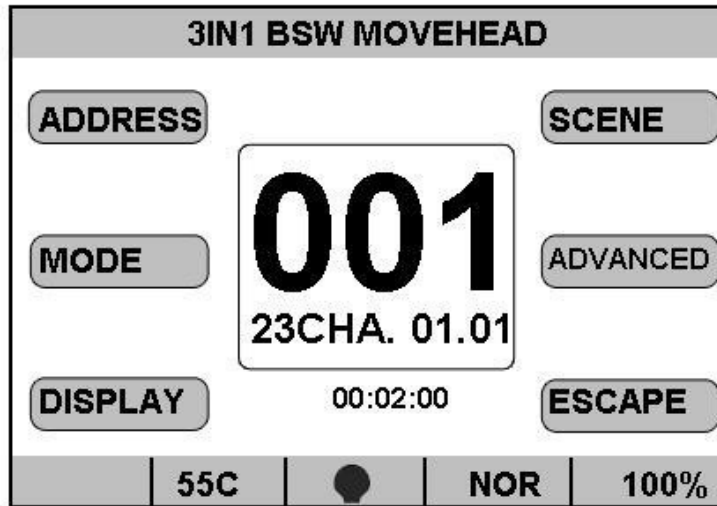 3IN1 BSW MOVEHEAD
ADDRESS
SCENE
001
MODE
ADVANCED
23CHA. 01.01
DISPLAY
00:02:00
ESCAPE
55C
NOR
100%